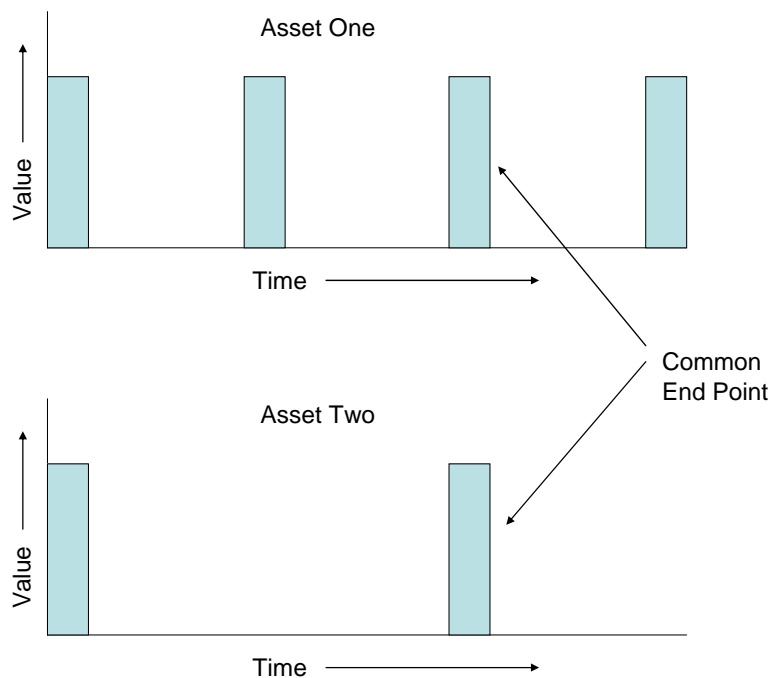 Asset One
Value
Time
Common
End Point
Asset Two
Value
Time